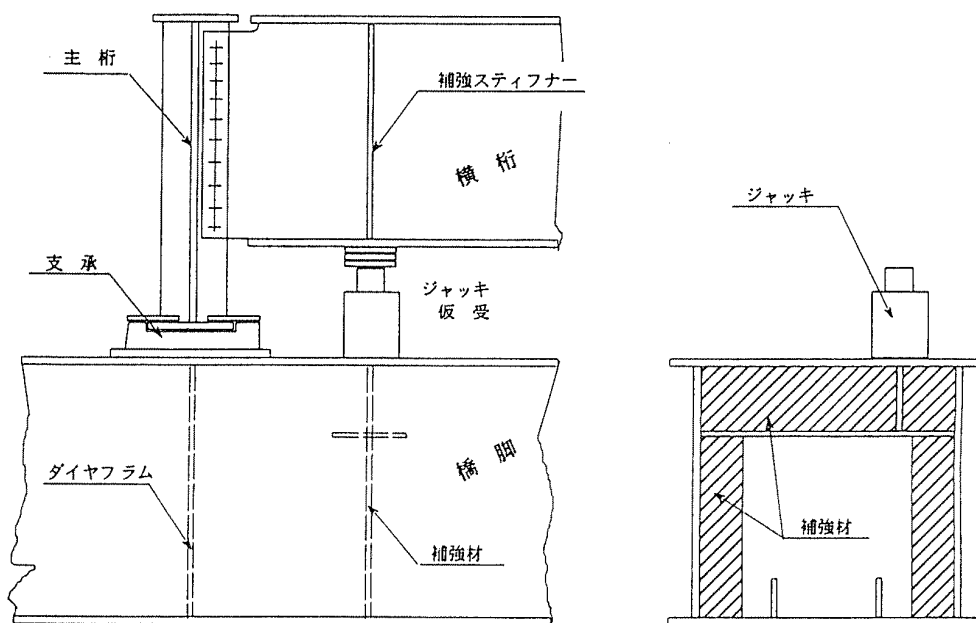 主桁
補強スティフナー
横桁
支承
ジャッキ
仮受
ダイヤフラム
橋脚
補強材
ジャッキ
補強材